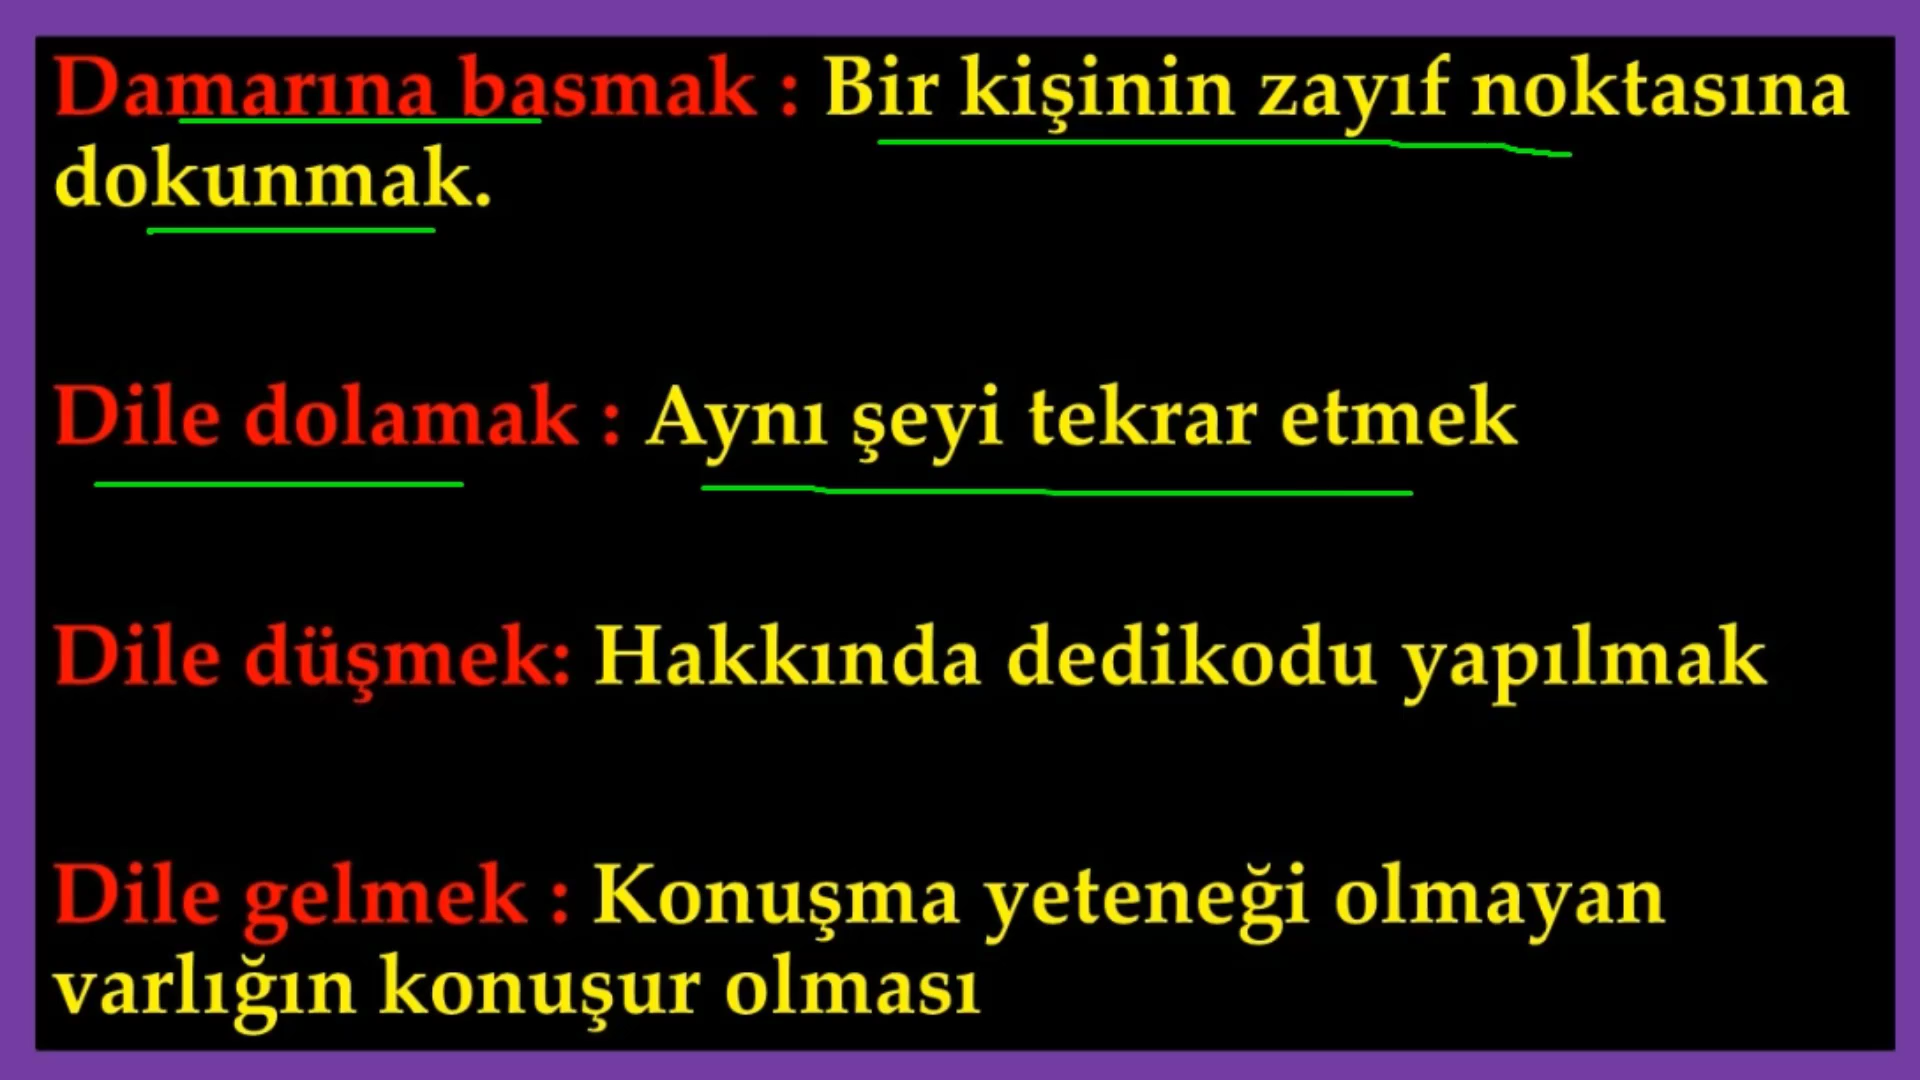 Damarına basmak : Bir kişinin zayıf noktasına
dokunmak.
Dile dolamak : Aynı şeyi tekrar etmek
Dile düşmek: Hakkında dedikodu yapılmak
Dile gelmek : Konuşma yeteneği olmayan
varlığın konuşur olması